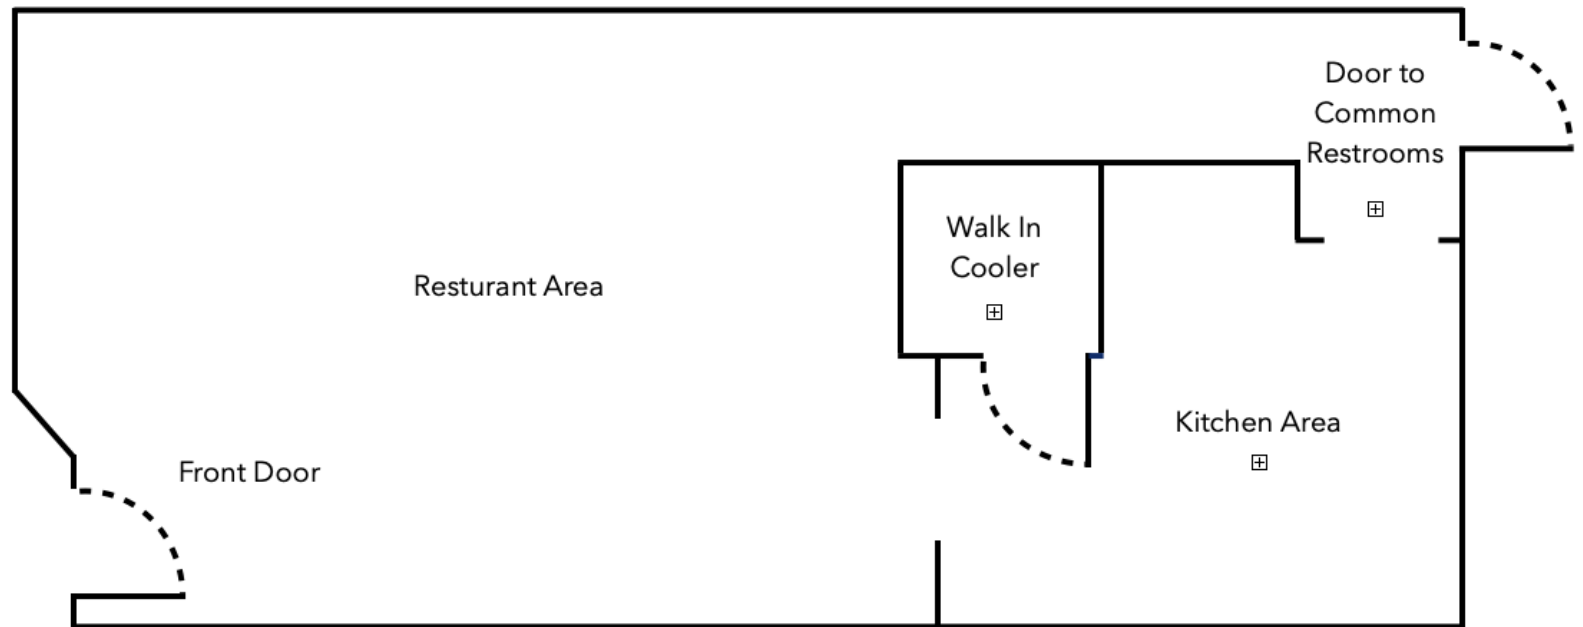 Door to
Common
Restrooms
Walk In
Cooler
Resturant Area
Kitchen Area
Front Door